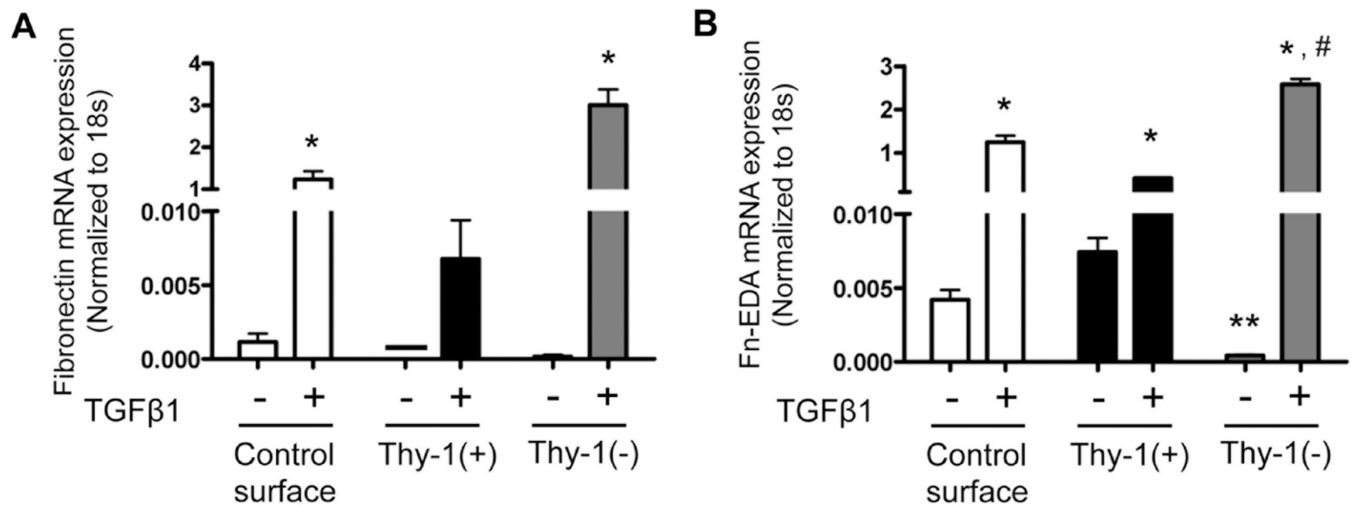 A
Fibronectin mRNA expression
(Normalized to 18s)
4
3
2
1
0.010
0.005
0.000
*
*
TGFβ1
- + - + - +
Control
surface
Thy-1(+)
Thy-1(-)
B
Fn-EDA mRNA expression
(Normalized to 18s)
3
2
1
0.010
0.005
0.000
*
*
**
* , #
TGFβ1
- + - + - +
Control
surface
Thy-1(+)
Thy-1(-)